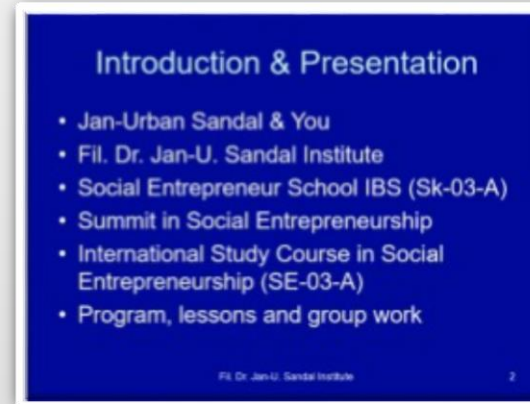 Introduction & Presentation
• Jan-Urban Sandal & You
• Fil. Dr. Jan-U. Sandal Institute
• Social Entrepreneur School IBS (Sk-03-A)
• Summit in Social Entrepreneurship
• International Study Course in Social
Entrepreneurship (SE-03-A)
• Program, lessons and group work
Fil. Dr. Jan-U. Sandal Institute
2